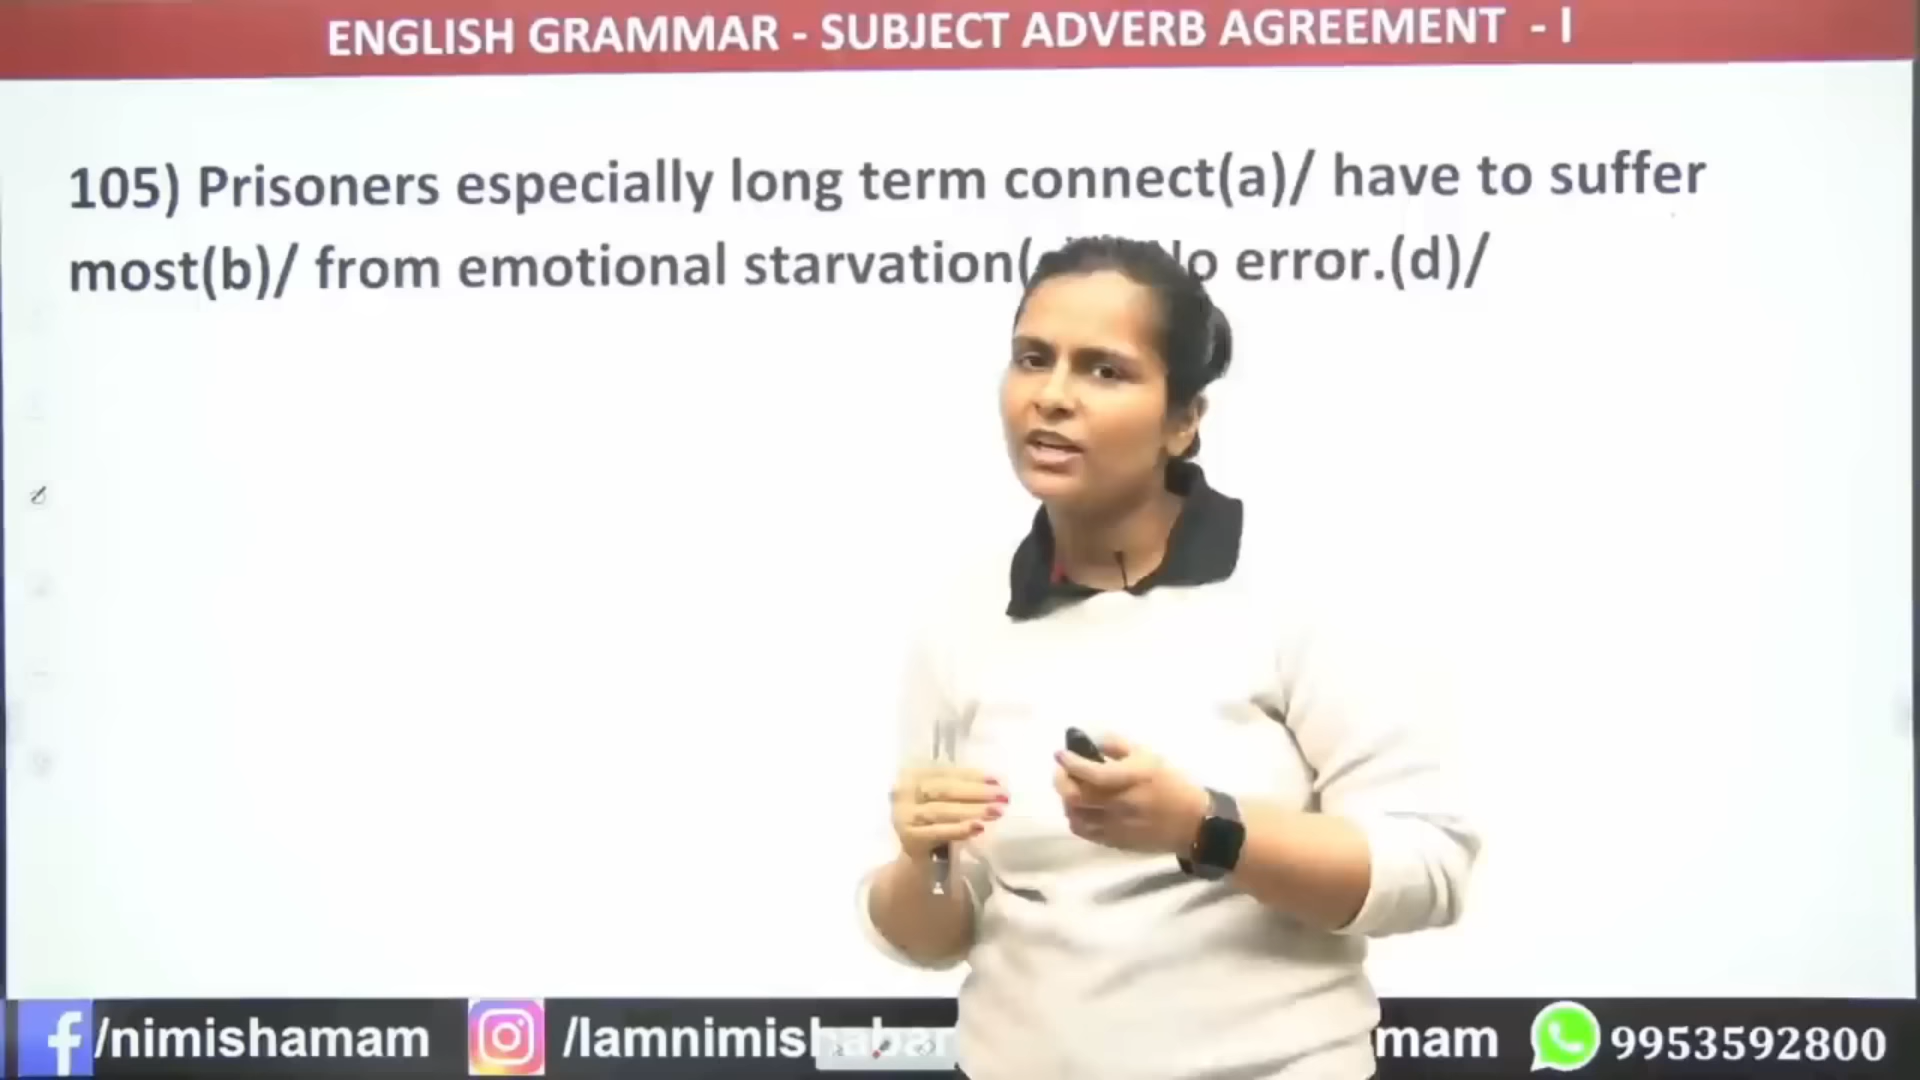 ENGLISH GRAMMAR - SUBJECT ADVERB AGREEMENT - I
105) Prisoners especially long term connect(a)/ have to suffer
most(b)/ from emotional starvation( error.(d)/
/nimishamam /Iamnimishaban mam 9953592800